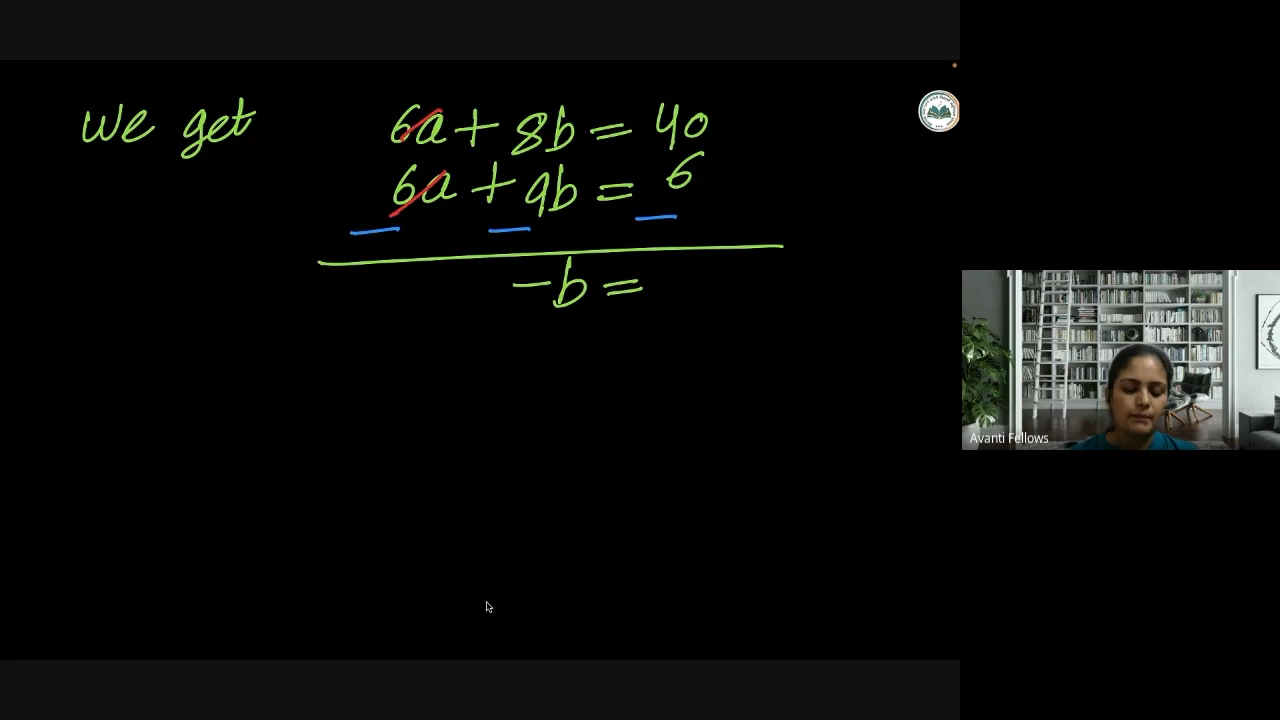 We get 6a + 8b = 40
6a + 9b = 6
- b =
Avanti Fellows